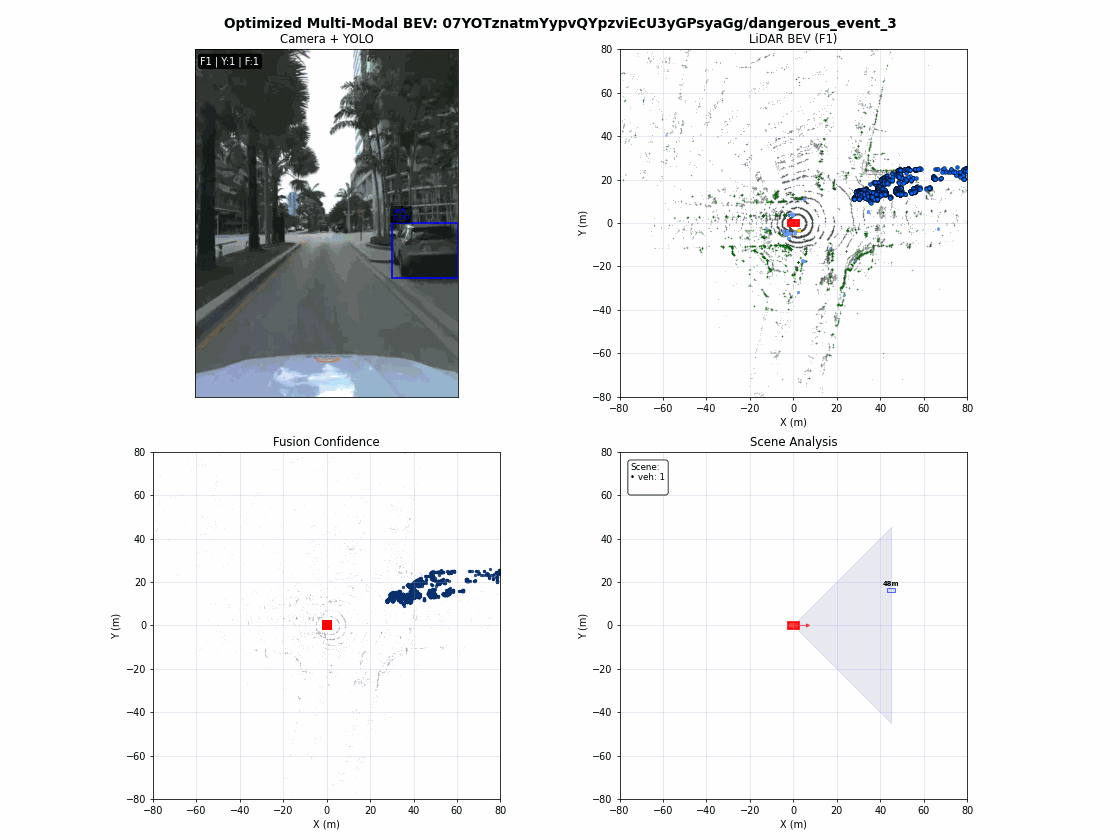 Optimized Multi-Modal BEV: 07YOTznatmYypvQYpzviEcU3yGPsyaGg/dangerous_event_3
Camera + YOLO
F1 | Y:1 | F:1
LiDAR BEV (F1)
80
60
40
20
0
−20
−40
−60
−80
Y (m)
−80 −60 −40 −20 0 20 40 60 80
X (m)
Fusion Confidence
80
60
40
20
0
−20
−40
−60
−80
Y (m)
−80 −60 −40 −20 0 20 40 60 80
X (m)
Scene Analysis
Scene:
• veh: 1
48m
80
60
40
20
0
−20
−40
−60
−80
Y (m)
−80 −60 −40 −20 0 20 40 60 80
X (m)